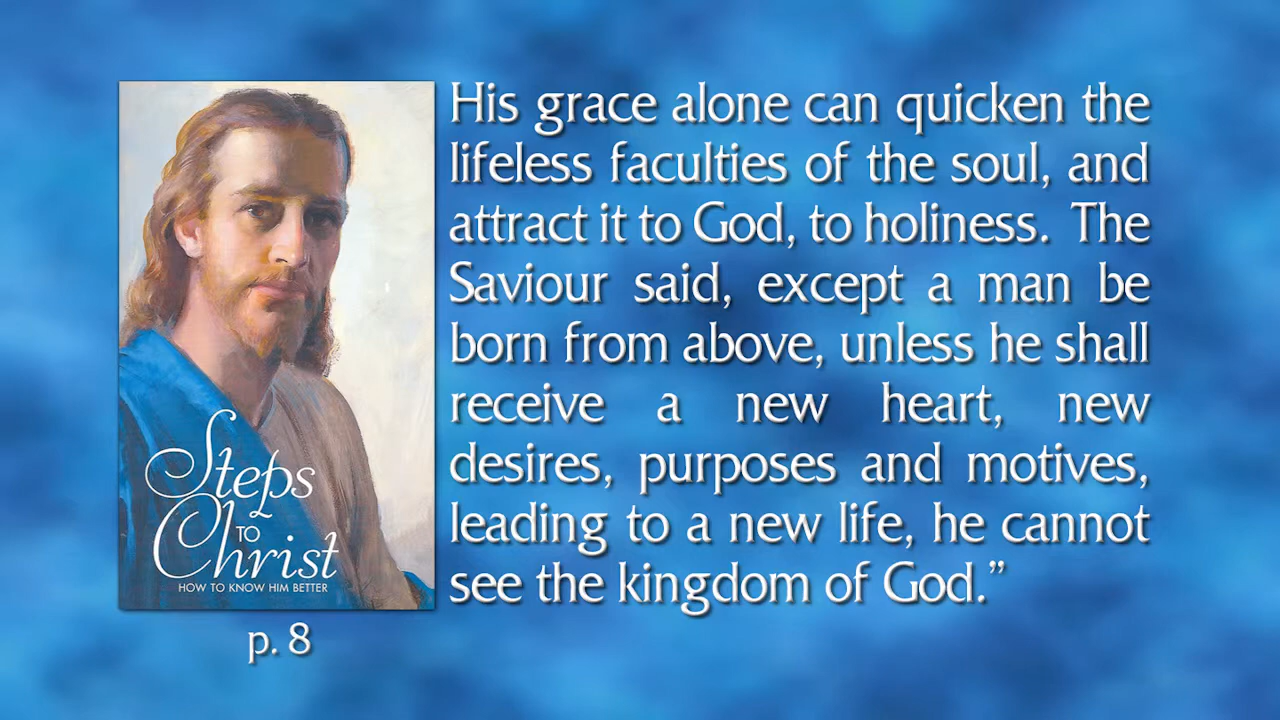 His grace alone can quicken the
lifeless faculties of the soul, and
attract it to God, to holiness. The
Saviour said, except a man be
born from above, unless he shall
receive a new heart, new
desires, purposes and motives,
leading to a new life, he cannot
see the kingdom of God.”
Steps
TO
Christ
HOW TO KNOW HIM BETTER
p. 8